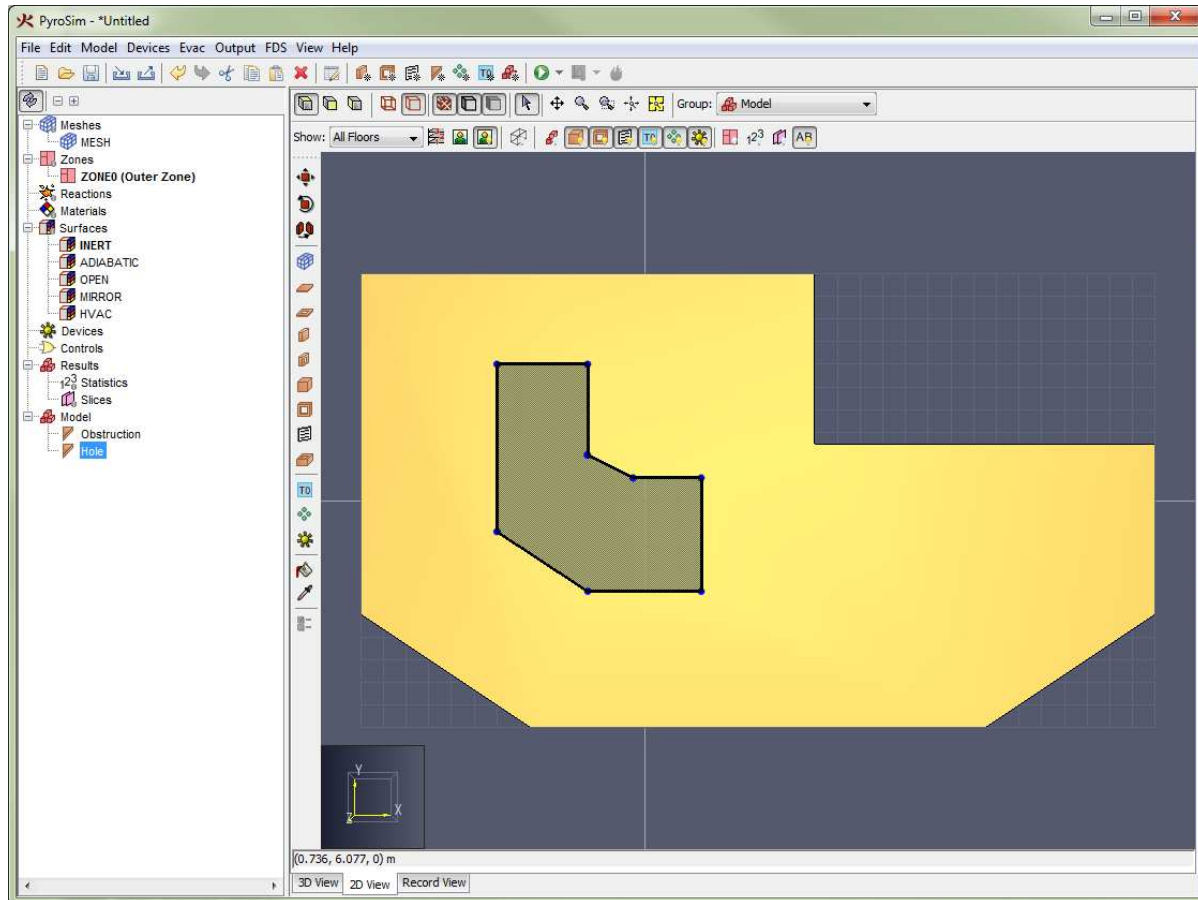 PyroSim - *Untitled
File Edit Model Devices Evac Output FDS View Help
Group: Model
Show: All Floors
Meshes
MESH
Zones
ZONE0 (Outer Zone)
Reactions
Materials
Surfaces
INERT
ADIABATIC
OPEN
MIRROR
HVAC
Devices
Controls
Results
Statistics
Slices
Model
Obstruction
Hole
Y
X
Z
(0.736, 6.077, 0) m
3D View 2D View Record View